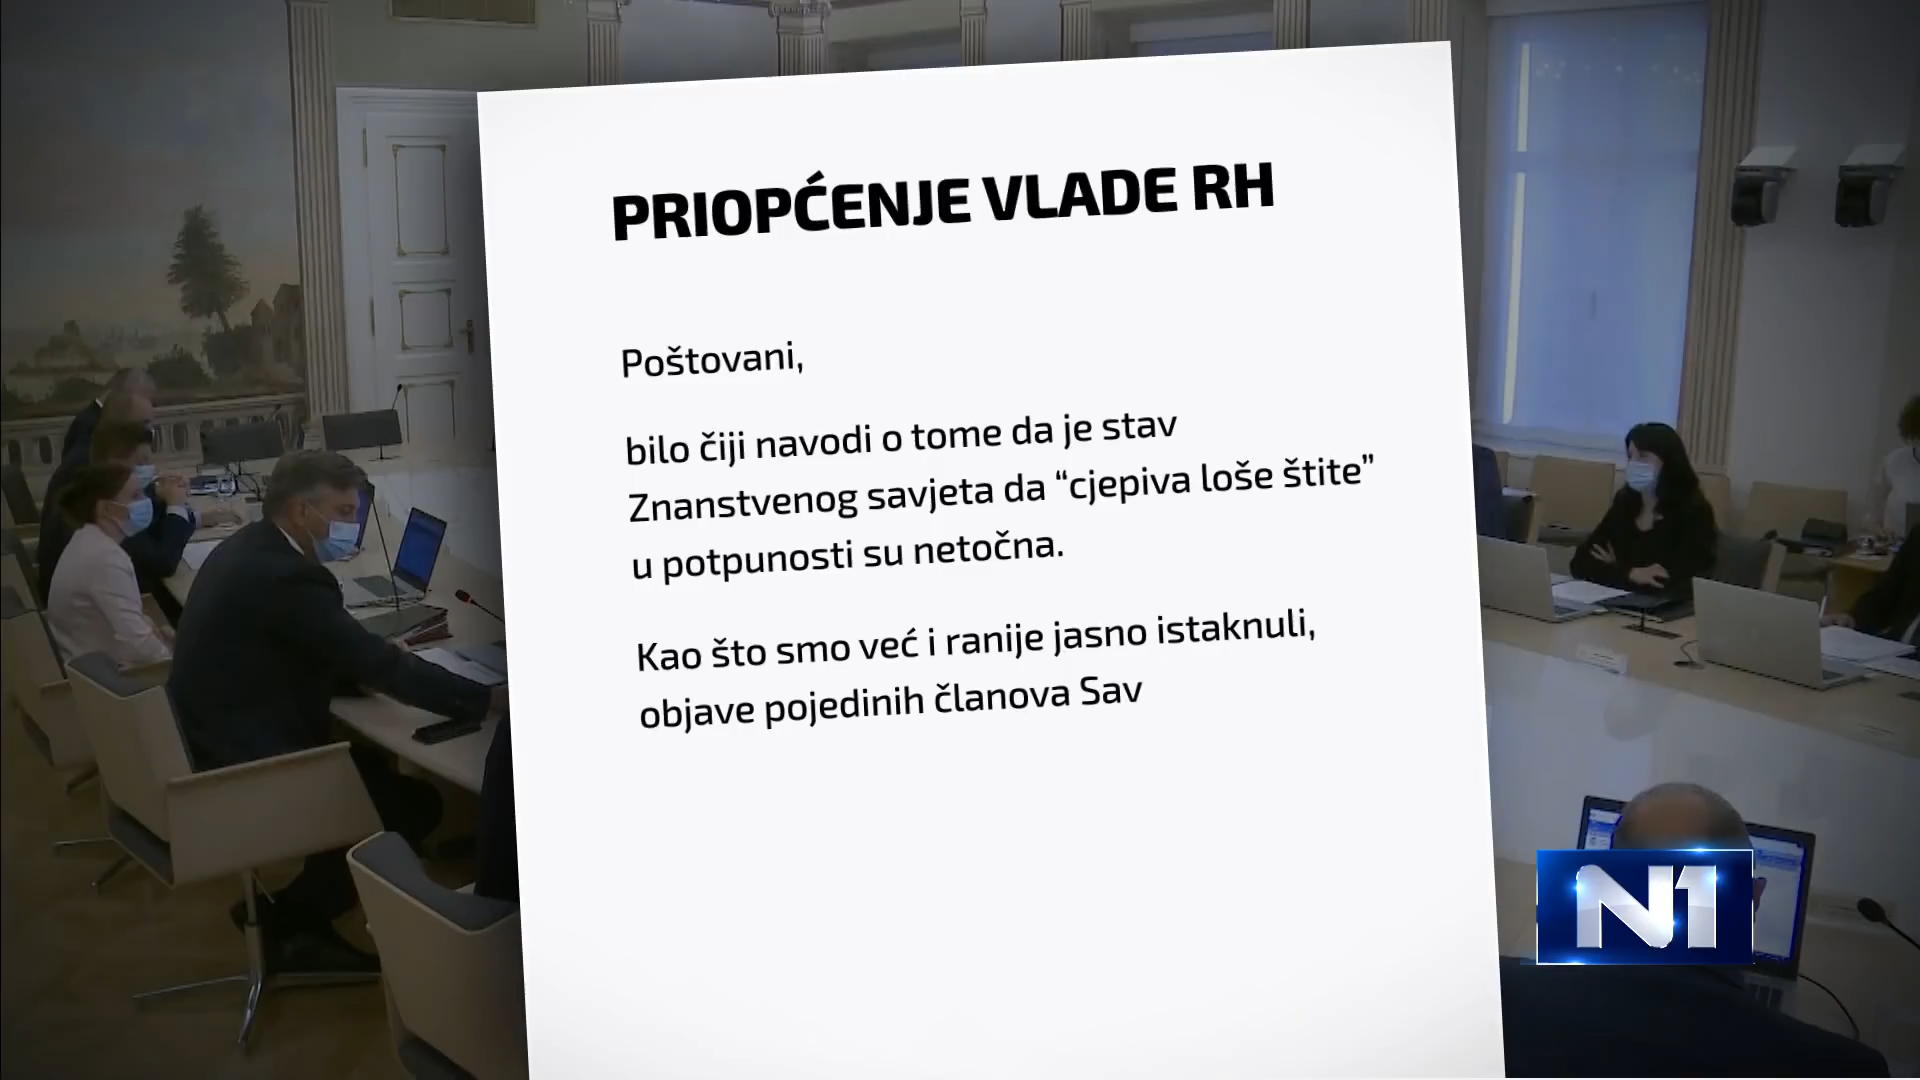 PRIOPĆENJE VLADE RH
Poštovani,
bilo čiji navodi o tome da je stav
Znanstvenog savjeta da “cjepiva loše štite”
u potpunosti su netočna.
Kao što smo već i ranije jasno istaknuli,
objave pojedinih članova Sav
N1